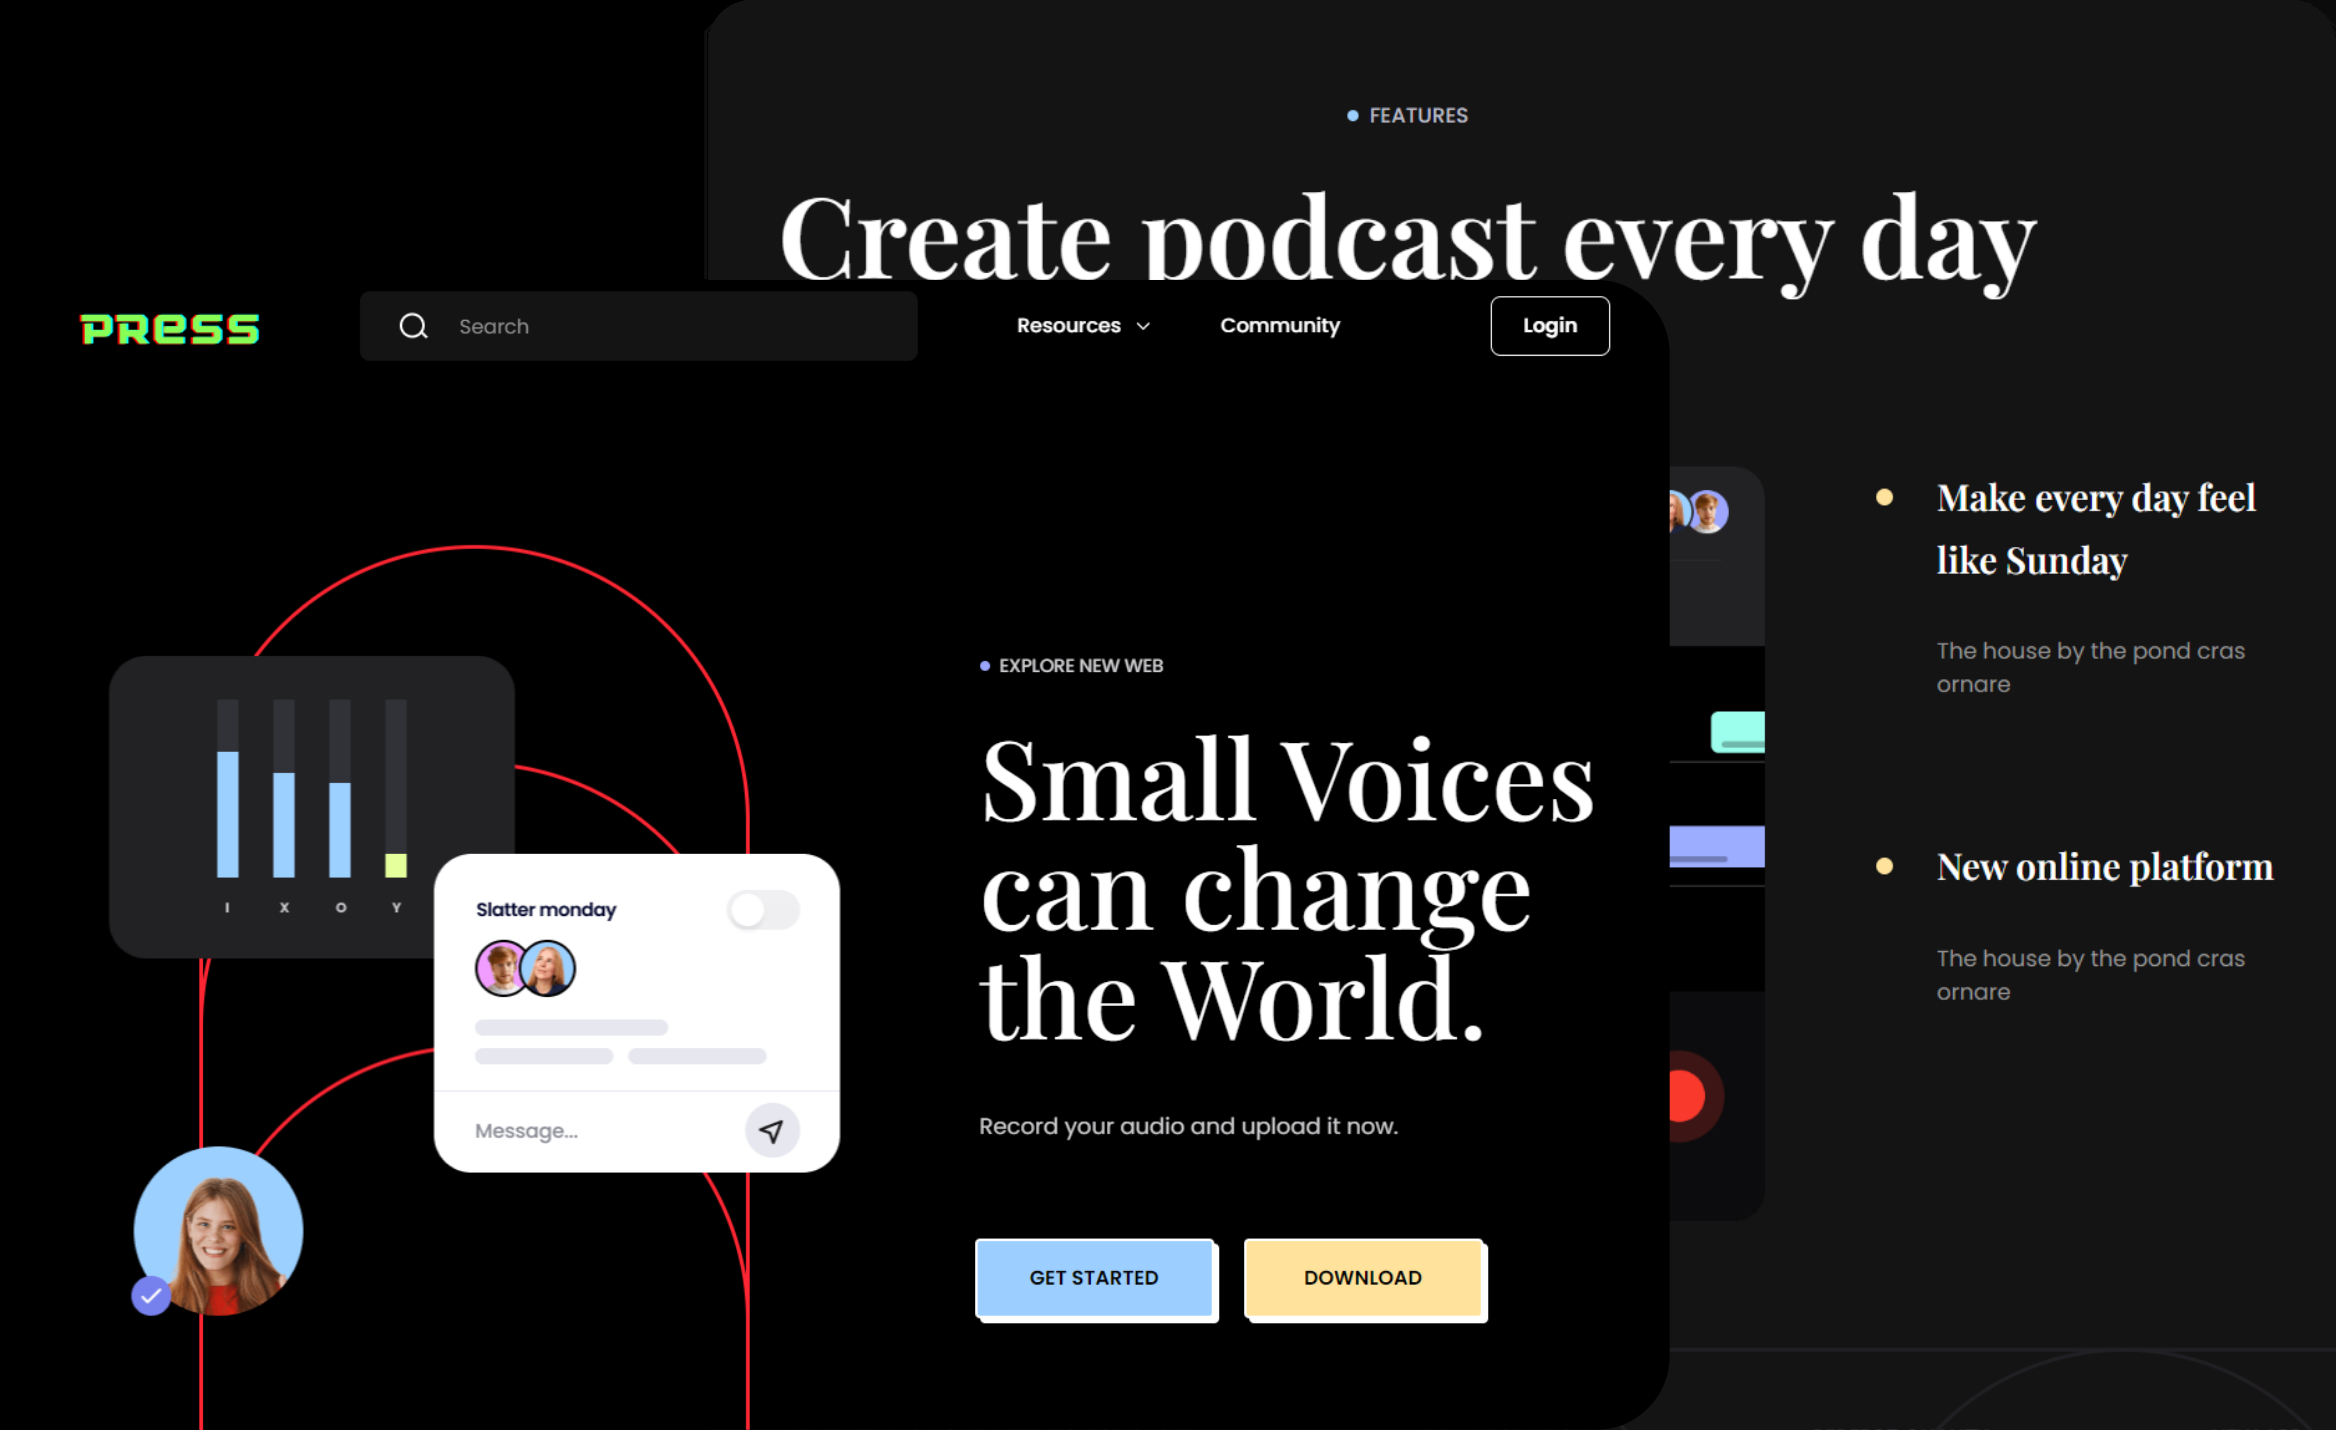 FEATURES
Create podcast every day
PRESS
Search
Resources
Community
Login
Make every day feel
like Sunday
The house by the pond cras
ornare
New online platform
The house by the pond cras
ornare
I X O Y
Slatter monday
Message...
EXPLORE NEW WEB
Small Voices
can change
the World.
Record your audio and upload it now.
GET STARTED
DOWNLOAD